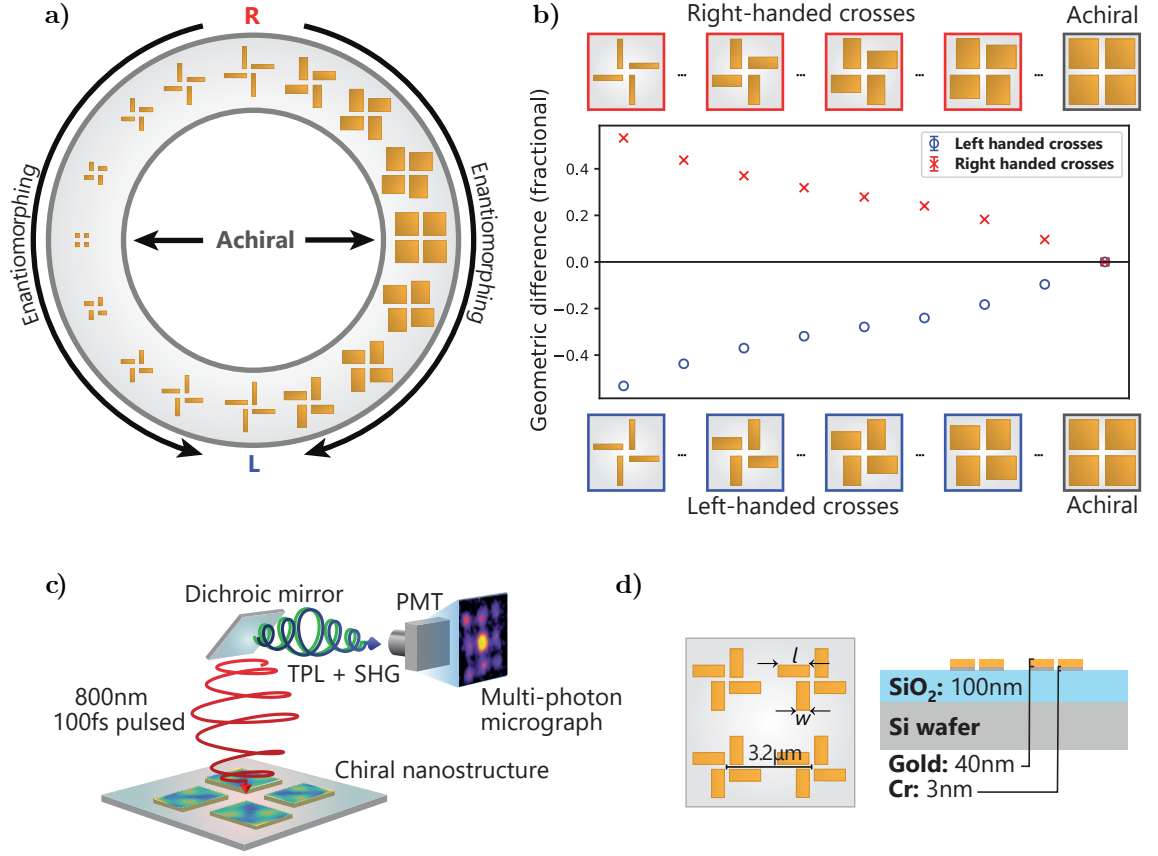 a)
R
Enantiomorphing
Achiral
Enantiomorphing
L
b)
Right-handed crosses
Achiral
... ... ... ...
Geometric difference (fractional)
0.4
0.2
0.0
−0.2
−0.4
Left handed crosses
Right handed crosses
... ... ... ...
Left-handed crosses
Achiral
c)
Dichroic mirror
PMT
TPL + SHG
800nm
100fs pulsed
Multi-photon
micrograph
Chiral nanostructure
d)
l
w
3.2μm
SiO₂: 100nm
Si wafer
Gold: 40nm
Cr: 3nm